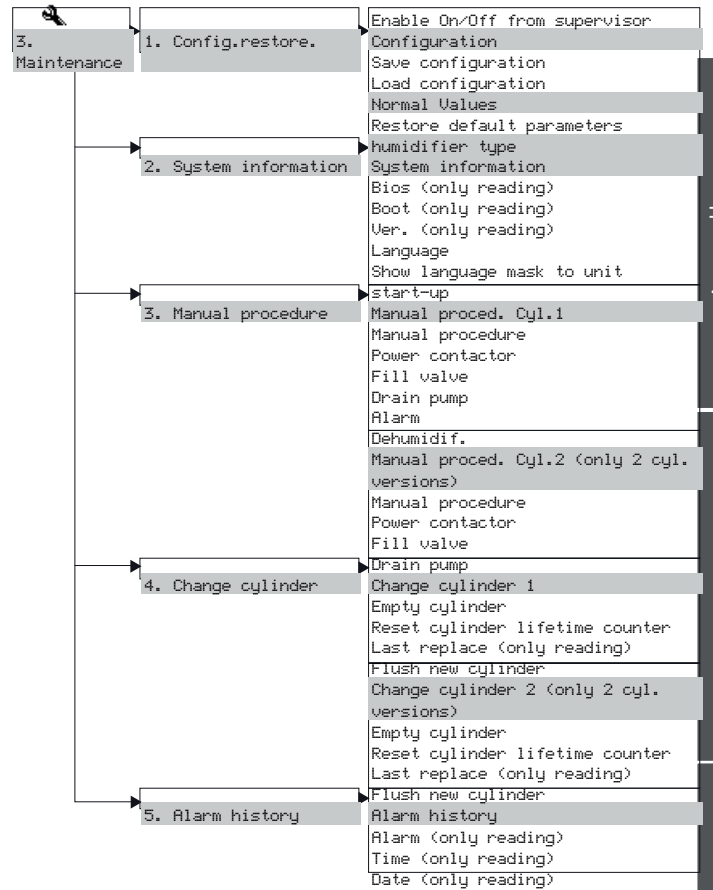 3.
Maintenance
1. Config.restore.
Enable On/Off from supervisor
Configuration
Save configuration
Load configuration
Normal Values
Restore default parameters
humidifier type
2. System information
System information
Bios (only reading)
Boot (only reading)
Ver. (only reading)
Language
Show language mask to unit
start-up
3. Manual procedure
Manual proced. Cyl.1
Manual procedure
Power contactor
Fill valve
Drain pump
Alarm
Dehumidif.
Manual proced. Cyl.2 (only 2 cyl.
versions)
Manual procedure
Power contactor
Fill valve
Drain pump
4. Change cylinder
Change cylinder 1
Empty cylinder
Reset cylinder lifetime counter
Last replace (only reading)
Flush new cylinder
Change cylinder 2 (only 2 cyl.
versions)
Empty cylinder
Reset cylinder lifetime counter
Last replace (only reading)
Flush new cylinder
5. Alarm history
Alarm history
Alarm (only reading)
Time (only reading)
Date (only reading)